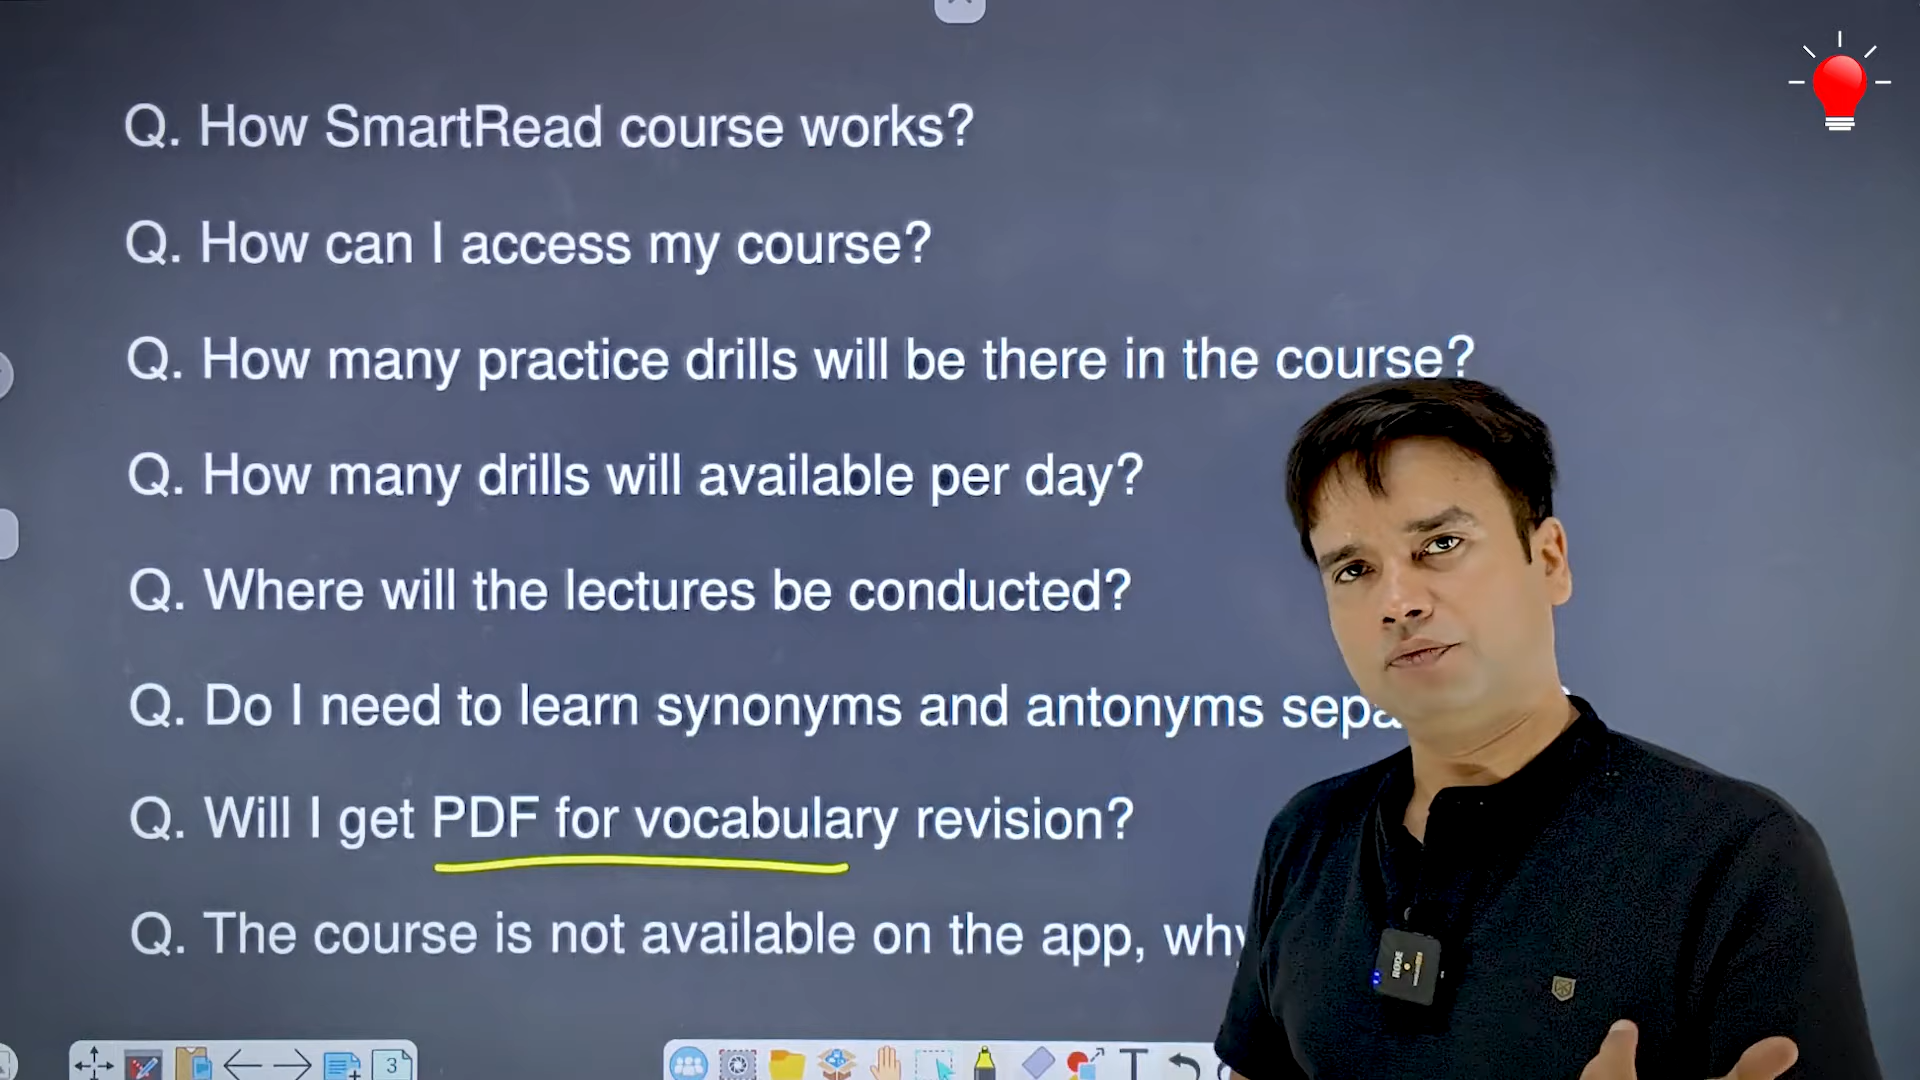 Q. How SmartRead course works?
Q. How can I access my course?
Q. How many practice drills will be there in the course?
Q. How many drills will available per day?
Q. Where will the lectures be conducted?
Q. Do I need to learn synonyms and antonyms
Q. Will I get PDF for vocabulary revision?
Q. The course is not available on the app,
RODE
3
T